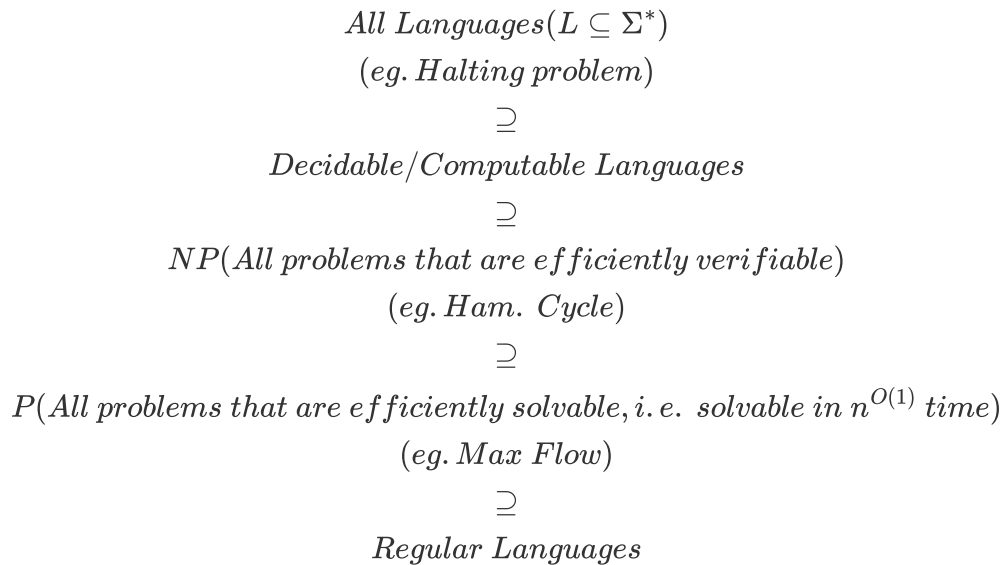 All Languages(L ⊆ Σ*)
(eg. Halting problem)
⊇
Decidable/Computable Languages
⊇
NP(All problems that are efficiently verifiable)
(eg. Ham. Cycle)
⊇
P(All problems that are efficiently solvable, i.e. solvable in n^{O(1)} time)
(eg. Max Flow)
⊇
Regular Languages